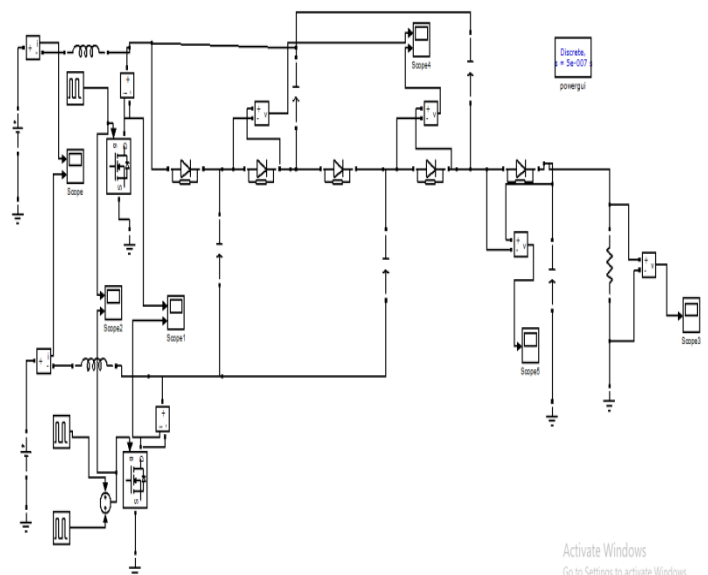 Discrete,
s = 5e-007 s
powergui
Scope4
Scope
Scope2
Scope1
Scope5
Scope3
Activate Windows
Go to Settings to activate Windows